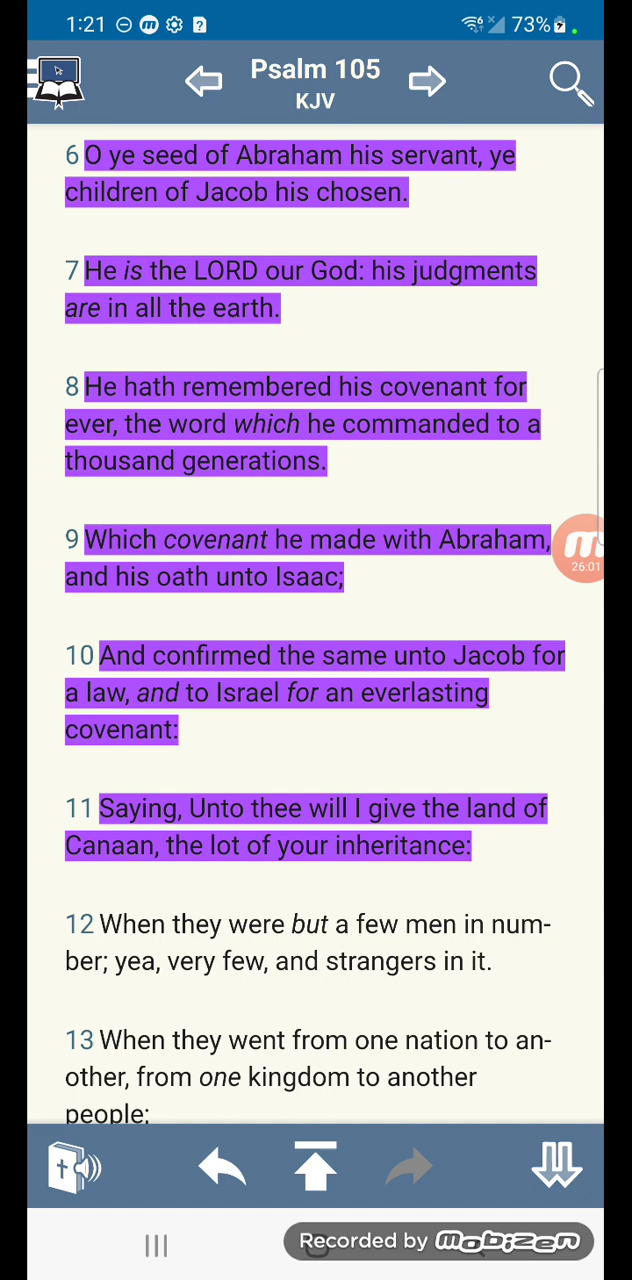 1:21 m ? 6 73%
Psalm 105
KJV
6 O ye seed of Abraham his servant, ye
children of Jacob his chosen.
7 He is the LORD our God: his judgments
are in all the earth.
8 He hath remembered his covenant for
ever, the word which he commanded to a
thousand generations.
9 Which covenant he made with Abraham,
and his oath unto Isaac;
m
26:01
10 And confirmed the same unto Jacob for
a law, and to Israel for an everlasting
covenant:
11 Saying, Unto thee will I give the land of
Canaan, the lot of your inheritance:
12 When they were but a few men in num-
ber; yea, very few, and strangers in it.
13 When they went from one nation to an-
other, from one kingdom to another
people;
Recorded by mobizen